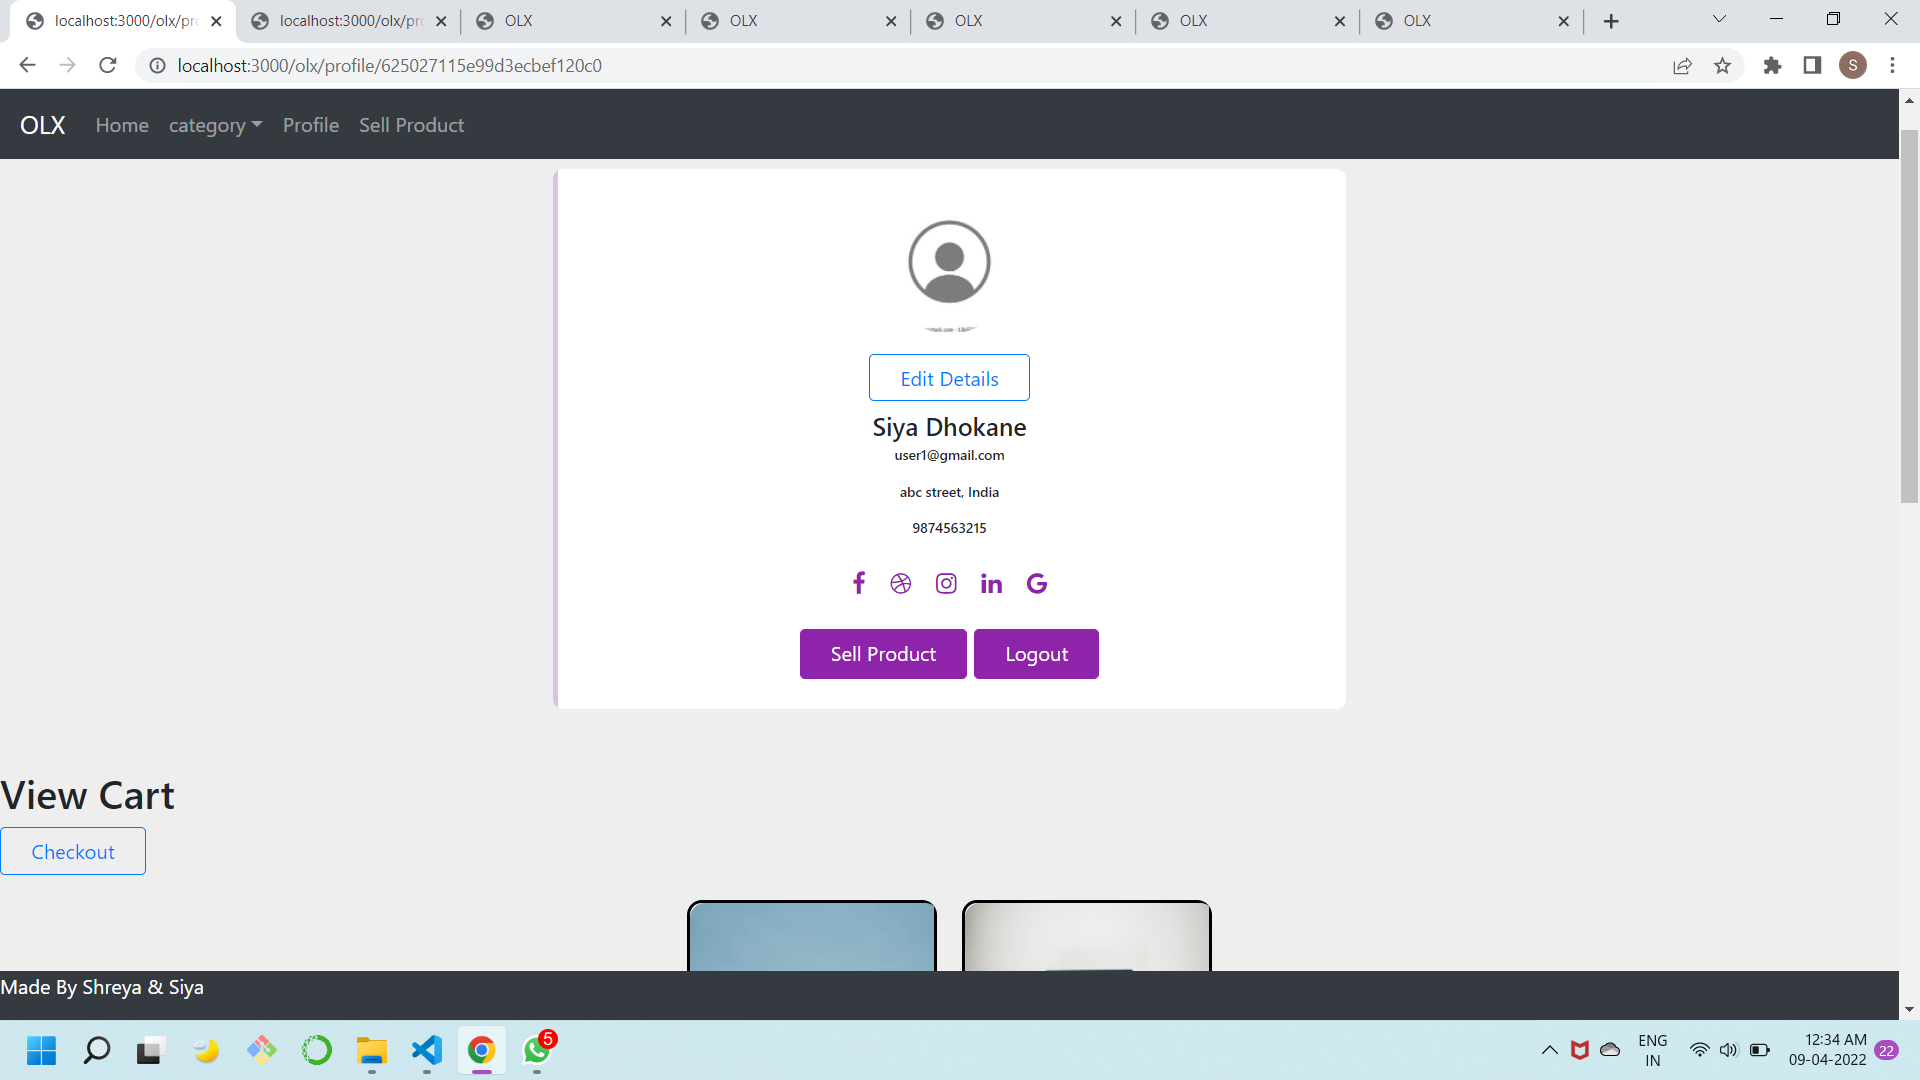 localhost:3000/olx/pr
localhost:3000/olx/pr
OLX
OLX
OLX
OLX
OLX
localhost:3000/olx/profile/625027115e99d3ecbef120c0
S
OLX
Home
category
Profile
Sell Product
Edit Details
Siya Dhokane
user1@gmail.com
abc street, India
9874563215
Sell Product
Logout
View Cart
Checkout
Made By Shreya & Siya
5
ENG
IN
12:34 AM
09-04-2022
22